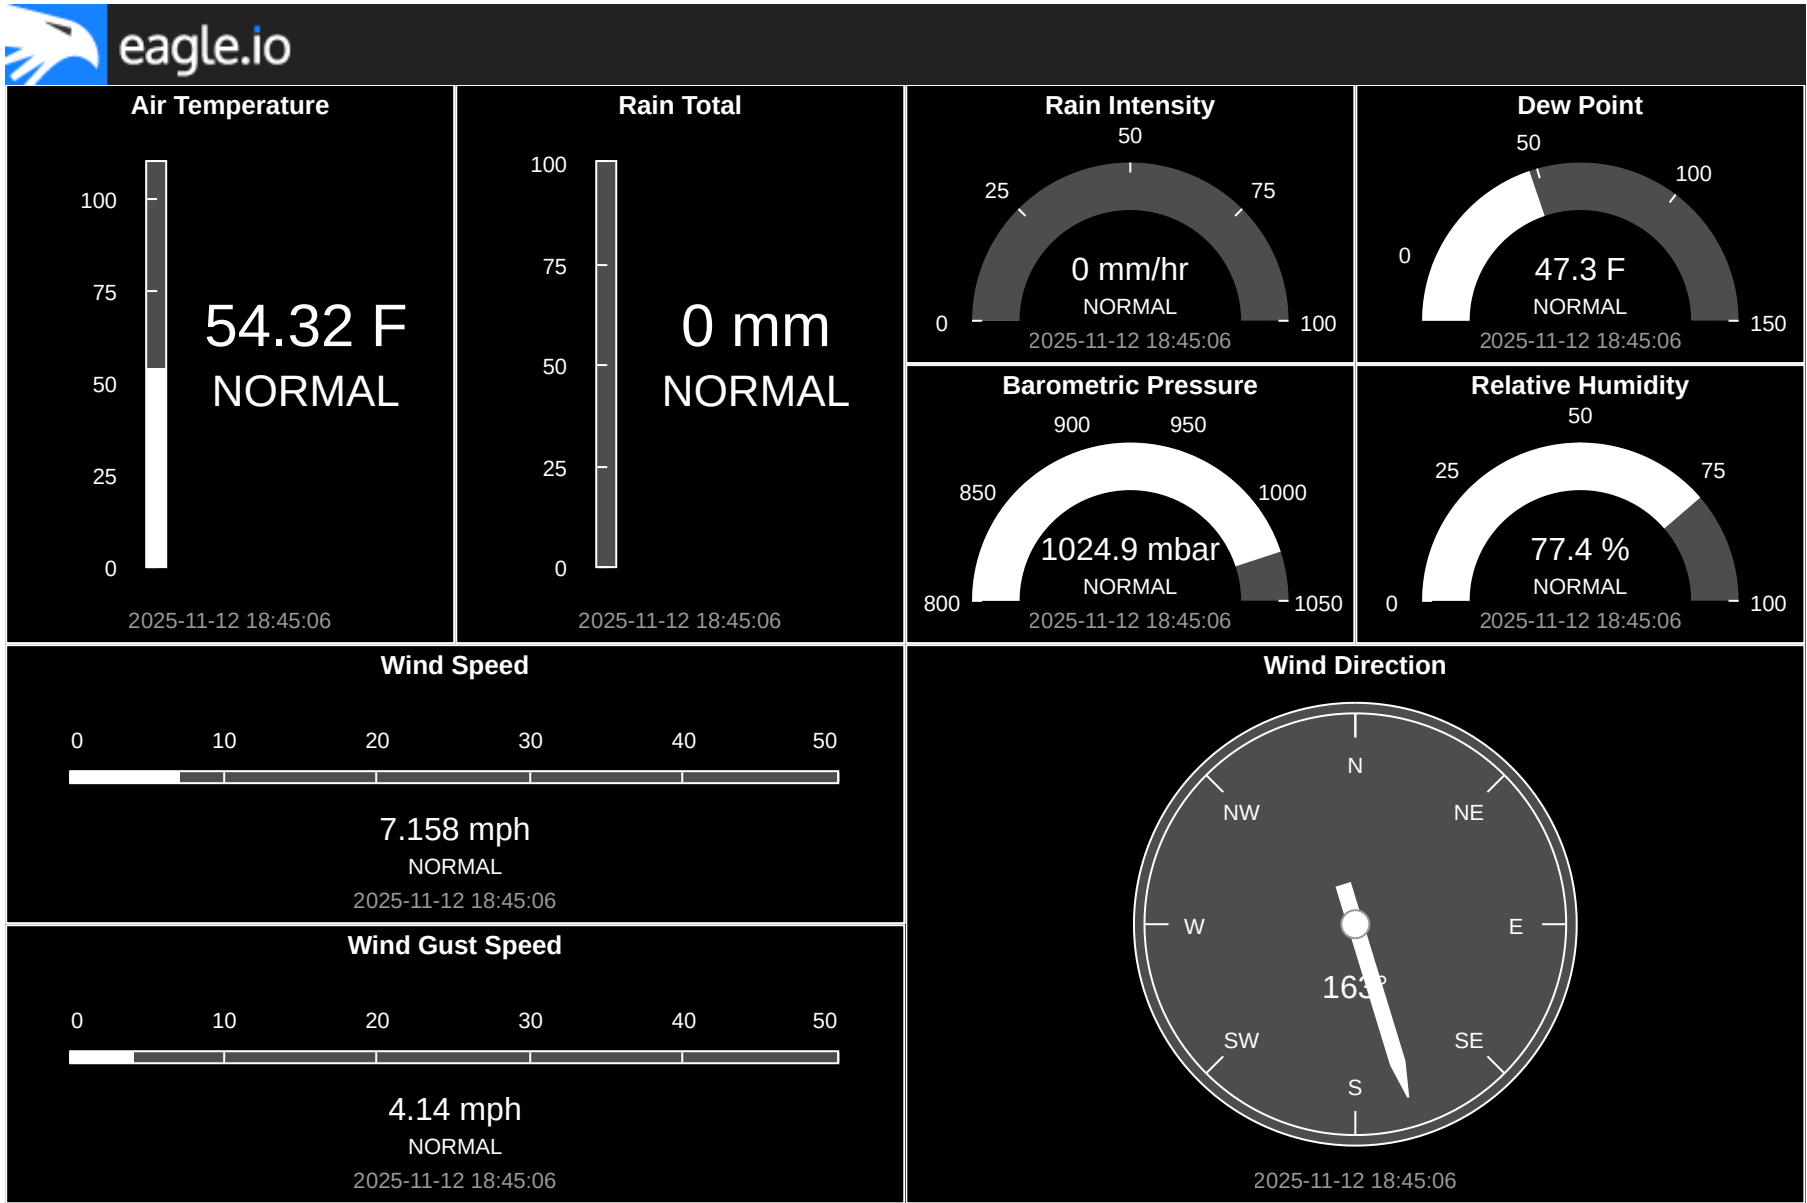 eagle.io
Air Temperature
100
75
50
25
0
54.32 F
NORMAL
2025-11-12 18:45:06
Rain Total
100
75
50
25
0
0 mm
NORMAL
2025-11-12 18:45:06
Rain Intensity
50
25
75
0
100
0 mm/hr
NORMAL
2025-11-12 18:45:06
Dew Point
50
100
0
150
47.3 F
NORMAL
2025-11-12 18:45:06
Barometric Pressure
900
950
850
1000
800
1050
1024.9 mbar
NORMAL
2025-11-12 18:45:06
Relative Humidity
50
25
75
0
100
77.4 %
NORMAL
2025-11-12 18:45:06
Wind Speed
0 10 20 30 40 50
7.158 mph
NORMAL
2025-11-12 18:45:06
Wind Gust Speed
0 10 20 30 40 50
4.14 mph
NORMAL
2025-11-12 18:45:06
Wind Direction
N
NW NE
W E
163°
SW SE
S
2025-11-12 18:45:06